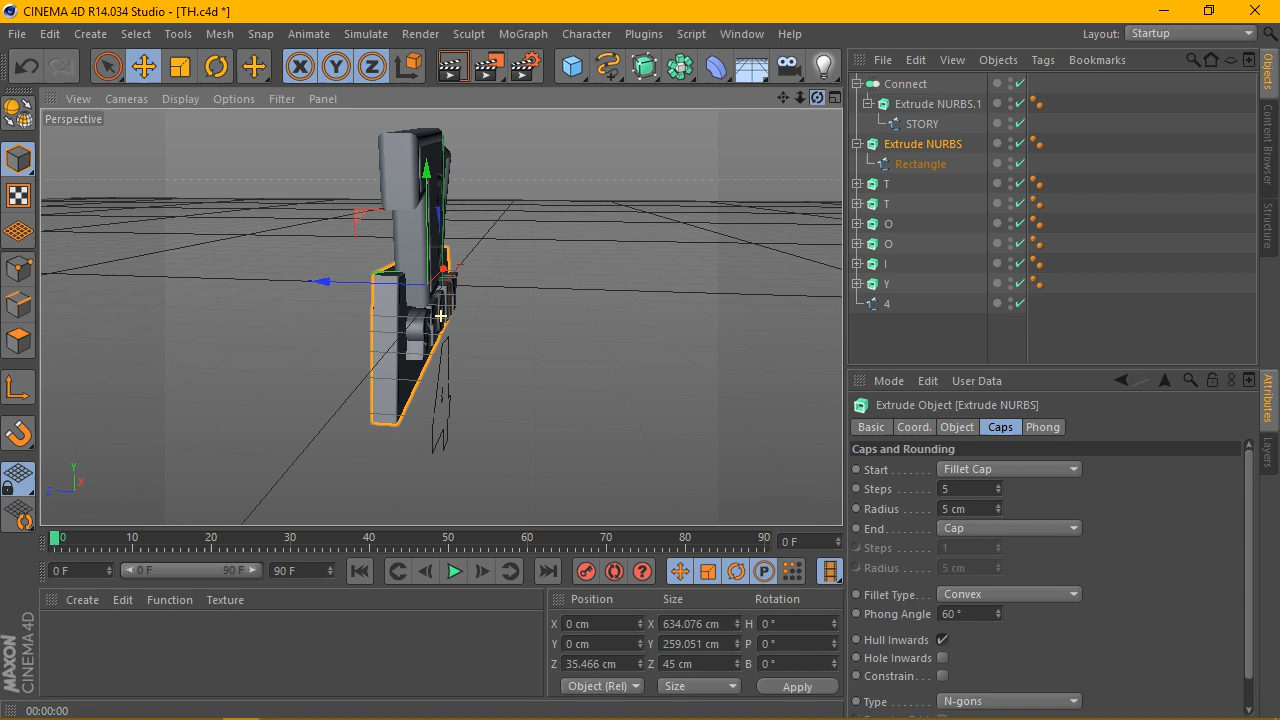 CINEMA 4D R14.034 Studio - [TH.c4d *]
File Edit Create Select Tools Mesh Snap Animate Simulate Render Sculpt MoGraph Character Plugins Script Window Help Layout: Startup
View Cameras Display Options Filter Panel
Perspective
Y
X
Z
0 10 20 30 40 50 60 70 80 90 0 F
0 F 0 F 90 F 90 F
Create Edit Function Texture
MAXON
CINEMA 4D
Position Size Rotation
X 0 cm X 634.076 cm H 0 °
Y 0 cm Y 259.051 cm P 0 °
Z 35.466 cm Z 45 cm B 0 °
Object (Rel) Size Apply
00:00:00
File Edit View Objects Tags Bookmarks
Connect
Extrude NURBS.1
STORY
Extrude NURBS
Rectangle
T
T
O
O
I
Y
4
Objects
Content Browser
Structure
Mode Edit User Data
Extrude Object [Extrude NURBS]
Basic Coord. Object Caps Phong
Caps and Rounding
Start . . . . . . . Fillet Cap
Steps . . . . . . 5
Radius . . . . . 5 cm
End. . . . . . . . Cap
Steps . . . . . . 1
Radius . . . . . 5 cm
Fillet Type. . . Convex
Phong Angle 60 °
Hull Inwards
Hole Inwards
Constrain. . .
Type . . . . . . . N-gons
Attributes
Layers